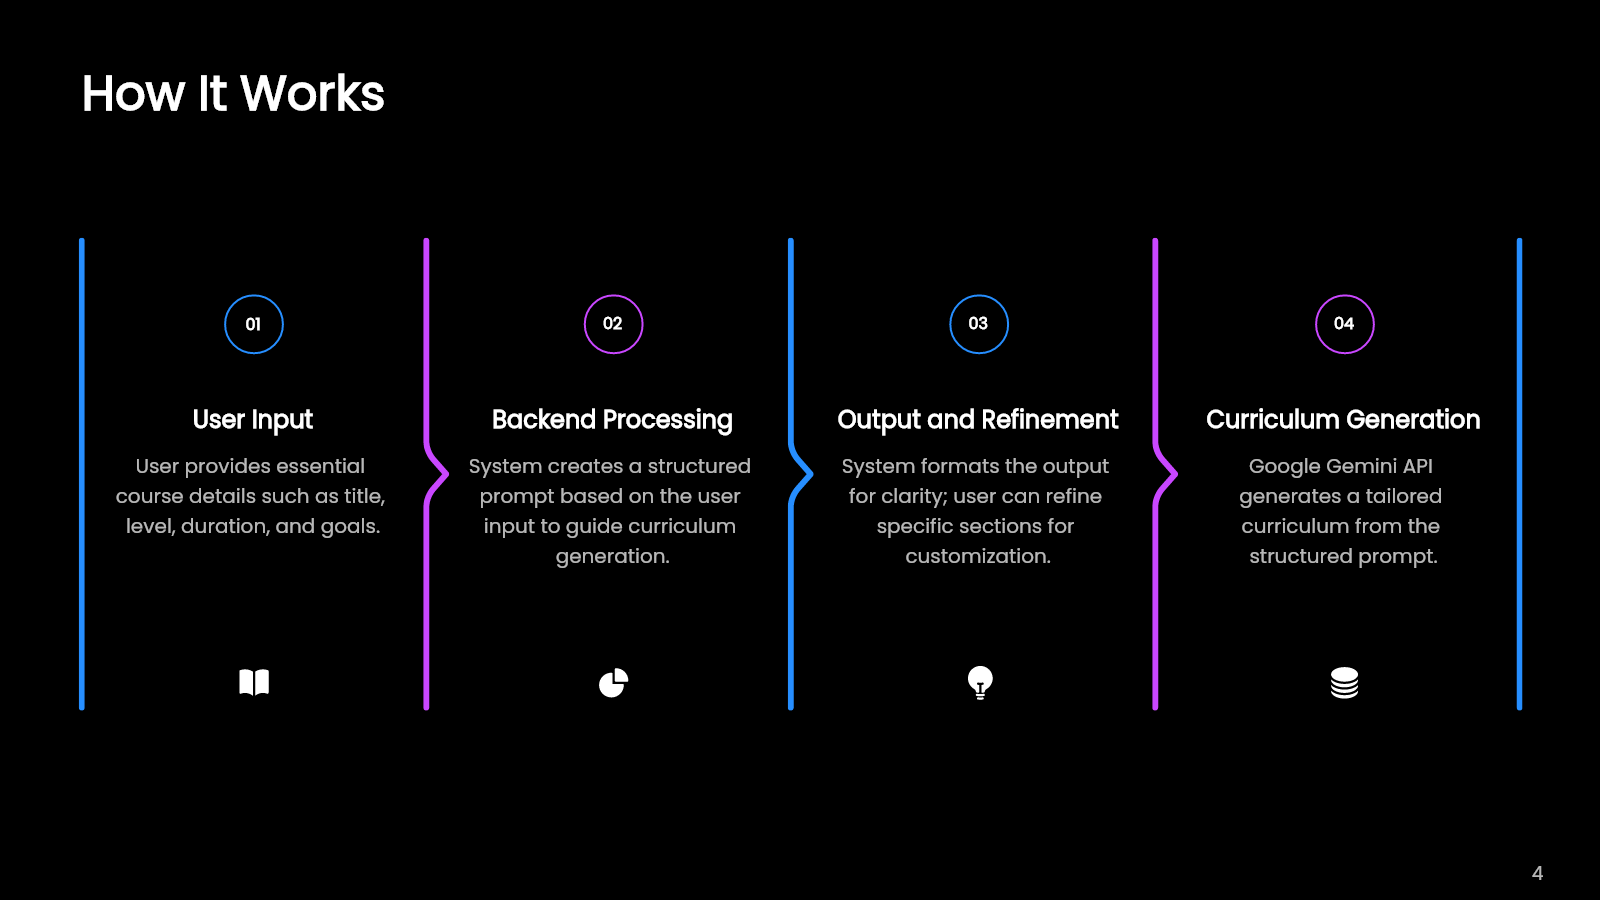 How It Works
01
User Input
User provides essential
course details such as title,
level, duration, and goals.
02
Backend Processing
System creates a structured
prompt based on the user
input to guide curriculum
generation.
03
Output and Refinement
System formats the output
for clarity; user can refine
specific sections for
customization.
04
Curriculum Generation
Google Gemini API
generates a tailored
curriculum from the
structured prompt.
4